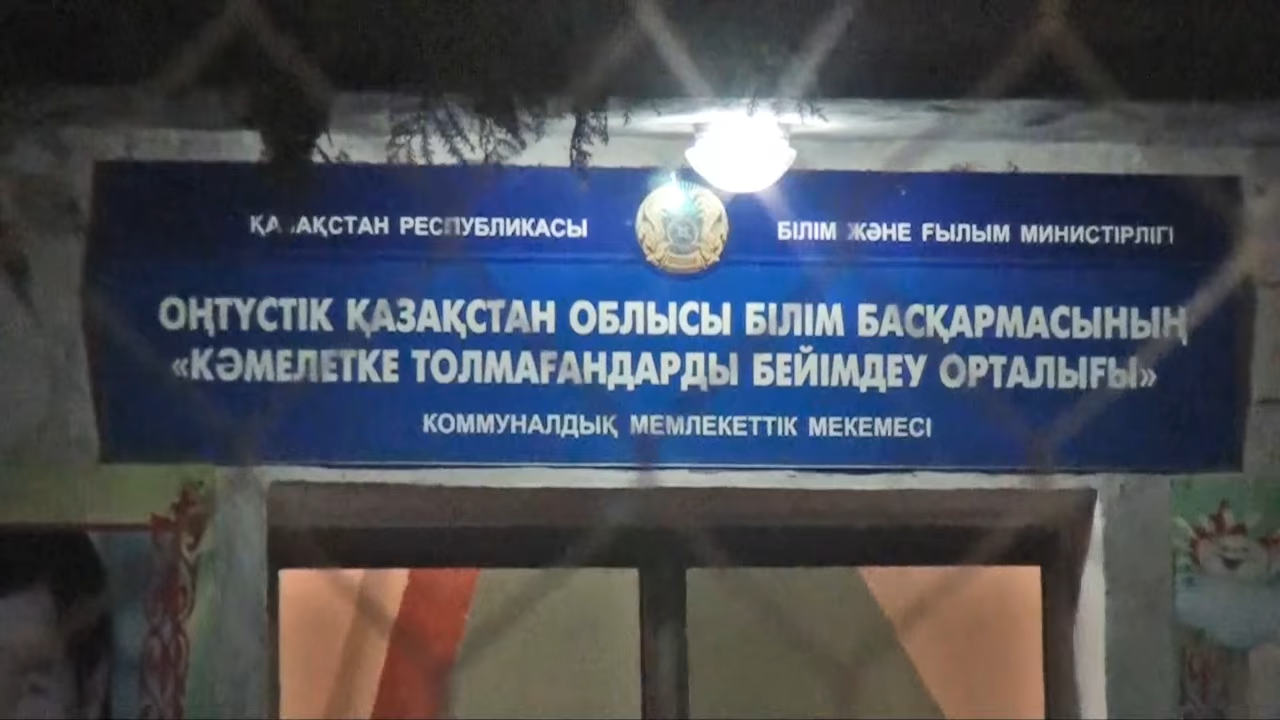 ҚАЗАҚСТАН РЕСПУБЛИКАСЫ
БІЛІМ ЖӘНЕ ҒЫЛЫМ МИНИСТІРЛІГІ
ОҢТҮСТІК ҚАЗАҚСТАН ОБЛЫСЫ БІЛІМ БАСҚАРМАСЫНЫҢ
«КӘМЕЛЕТКЕ ТОЛМАҒАНДАРДЫ БЕЙІМДЕУ ОРТАЛЫҒЫ»
КОММУНАЛДЫҚ МЕМЛЕКЕТТІК МЕКЕМЕСІ